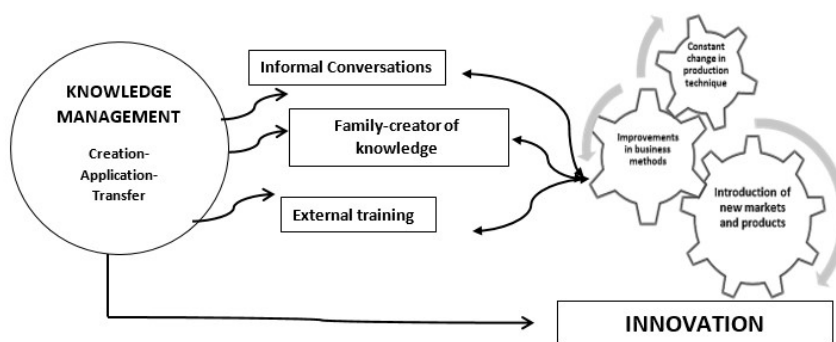 KNOWLEDGE
MANAGEMENT
Creation-
Application-
Transfer
Informal Conversations
Family-creator of
knowledge
External training
Constant
change in
production
technique
Improvements
in business
methods
Introduction of
new markets
and products
INNOVATION